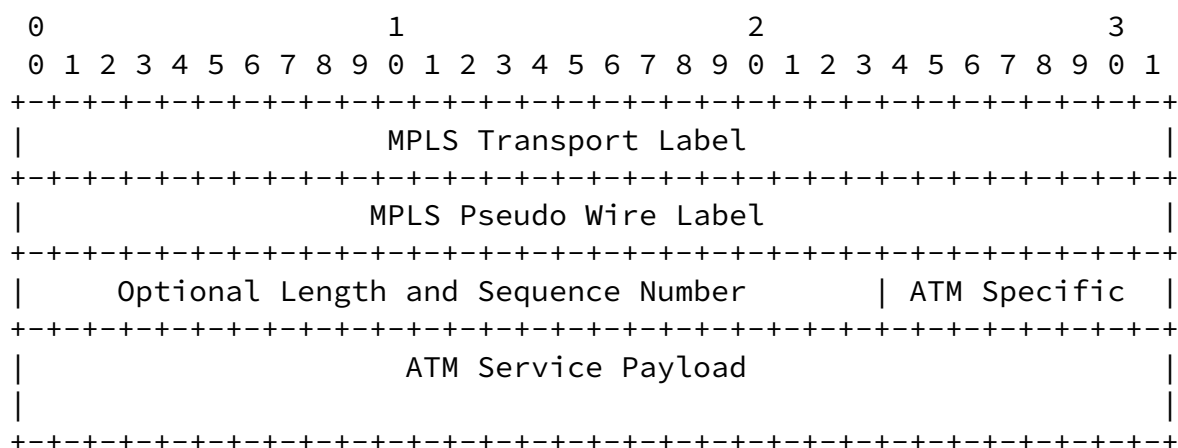 0                   1                   2                   3
 0 1 2 3 4 5 6 7 8 9 0 1 2 3 4 5 6 7 8 9 0 1 2 3 4 5 6 7 8 9 0 1
+-+-+-+-+-+-+-+-+-+-+-+-+-+-+-+-+-+-+-+-+-+-+-+-+-+-+-+-+-+-+-+-+
|                    MPLS Transport Label                       |
+-+-+-+-+-+-+-+-+-+-+-+-+-+-+-+-+-+-+-+-+-+-+-+-+-+-+-+-+-+-+-+-+
|                   MPLS Pseudo Wire Label                      |
+-+-+-+-+-+-+-+-+-+-+-+-+-+-+-+-+-+-+-+-+-+-+-+-+-+-+-+-+-+-+-+-+
|     Optional Length and Sequence Number       | ATM Specific  |
+-+-+-+-+-+-+-+-+-+-+-+-+-+-+-+-+-+-+-+-+-+-+-+-+-+-+-+-+-+-+-+-+
|                     ATM Service Payload                       |
|                                                               |
+-+-+-+-+-+-+-+-+-+-+-+-+-+-+-+-+-+-+-+-+-+-+-+-+-+-+-+-+-+-+-+-+